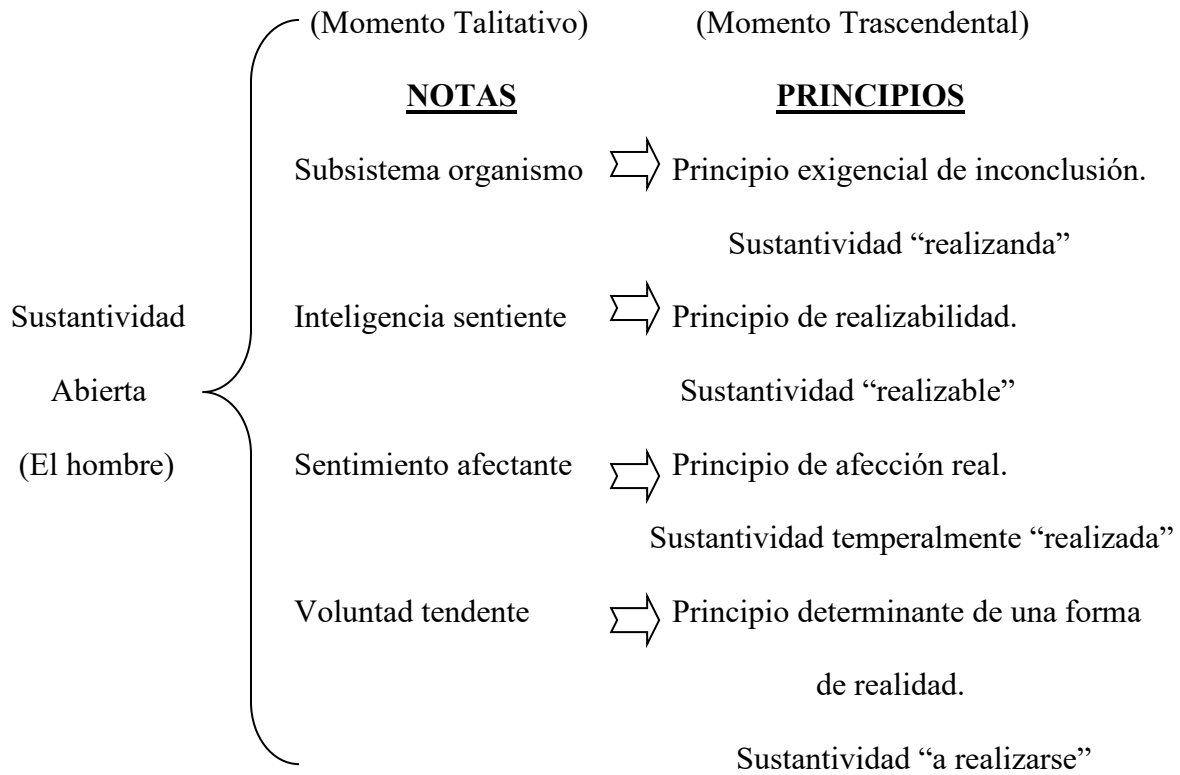 (Momento Talitativo) (Momento Trascendental)
NOTAS PRINCIPIOS
Subsistema organismo Principio exigencial de inconclusión.
Sustantividad “realizanda”
Sustantividad Inteligencia sentiente Principio de realizabilidad.
Abierta Sustantividad “realizable”
(El hombre) Sentimiento afectante Principio de afección real.
Sustantividad temperalmente “realizada”
Voluntad tendente Principio determinante de una forma
de realidad.
Sustantividad “a realizarse”